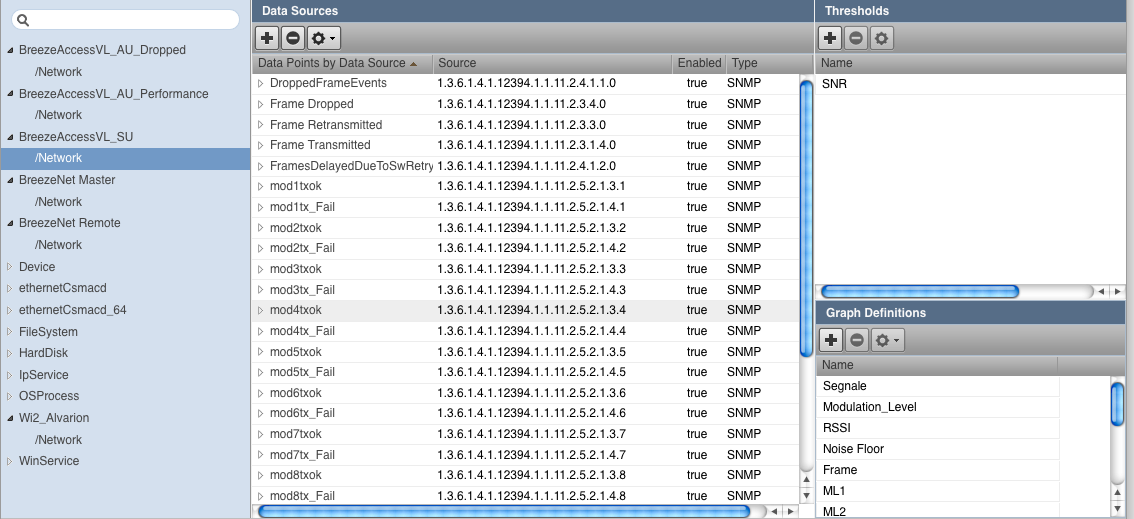 BreezeAccessVL_AU_Dropped
/Network
BreezeAccessVL_AU_Performance
/Network
BreezeAccessVL_SU
/Network
BreezeNet Master
/Network
BreezeNet Remote
/Network
Device
ethernetCsmacd
ethernetCsmacd_64
FileSystem
HardDisk
IpService
OSProcess
Wi2_Alvarion
/Network
WinService
Data Sources
Data Points by Data Source Source Enabled Type
DroppedFrameEvents 1.3.6.1.4.1.12394.1.1.11.2.4.1.1.0 true SNMP
Frame Dropped 1.3.6.1.4.1.12394.1.1.11.2.3.4.0 true SNMP
Frame Retransmitted 1.3.6.1.4.1.12394.1.1.11.2.3.3.0 true SNMP
Frame Transmitted 1.3.6.1.4.1.12394.1.1.11.2.3.1.4.0 true SNMP
FramesDelayedDueToSwRetry 1.3.6.1.4.1.12394.1.1.11.2.4.1.2.0 true SNMP
mod1txok 1.3.6.1.4.1.12394.1.1.11.2.5.2.1.3.1 true SNMP
mod1tx_Fail 1.3.6.1.4.1.12394.1.1.11.2.5.2.1.4.1 true SNMP
mod2txok 1.3.6.1.4.1.12394.1.1.11.2.5.2.1.3.2 true SNMP
mod2tx_Fail 1.3.6.1.4.1.12394.1.1.11.2.5.2.1.4.2 true SNMP
mod3txok 1.3.6.1.4.1.12394.1.1.11.2.5.2.1.3.3 true SNMP
mod3tx_Fail 1.3.6.1.4.1.12394.1.1.11.2.5.2.1.4.3 true SNMP
mod4txok 1.3.6.1.4.1.12394.1.1.11.2.5.2.1.3.4 true SNMP
mod4tx_Fail 1.3.6.1.4.1.12394.1.1.11.2.5.2.1.4.4 true SNMP
mod5txok 1.3.6.1.4.1.12394.1.1.11.2.5.2.1.3.5 true SNMP
mod5tx_Fail 1.3.6.1.4.1.12394.1.1.11.2.5.2.1.4.5 true SNMP
mod6txok 1.3.6.1.4.1.12394.1.1.11.2.5.2.1.3.6 true SNMP
mod6tx_Fail 1.3.6.1.4.1.12394.1.1.11.2.5.2.1.4.6 true SNMP
mod7txok 1.3.6.1.4.1.12394.1.1.11.2.5.2.1.3.7 true SNMP
mod7tx_Fail 1.3.6.1.4.1.12394.1.1.11.2.5.2.1.4.7 true SNMP
mod8txok 1.3.6.1.4.1.12394.1.1.11.2.5.2.1.3.8 true SNMP
mod8tx_Fail 1.3.6.1.4.1.12394.1.1.11.2.5.2.1.4.8 true SNMP
Thresholds
Name
SNR
Graph Definitions
Name
Segnale
Modulation_Level
RSSI
Noise Floor
Frame
ML1
ML2